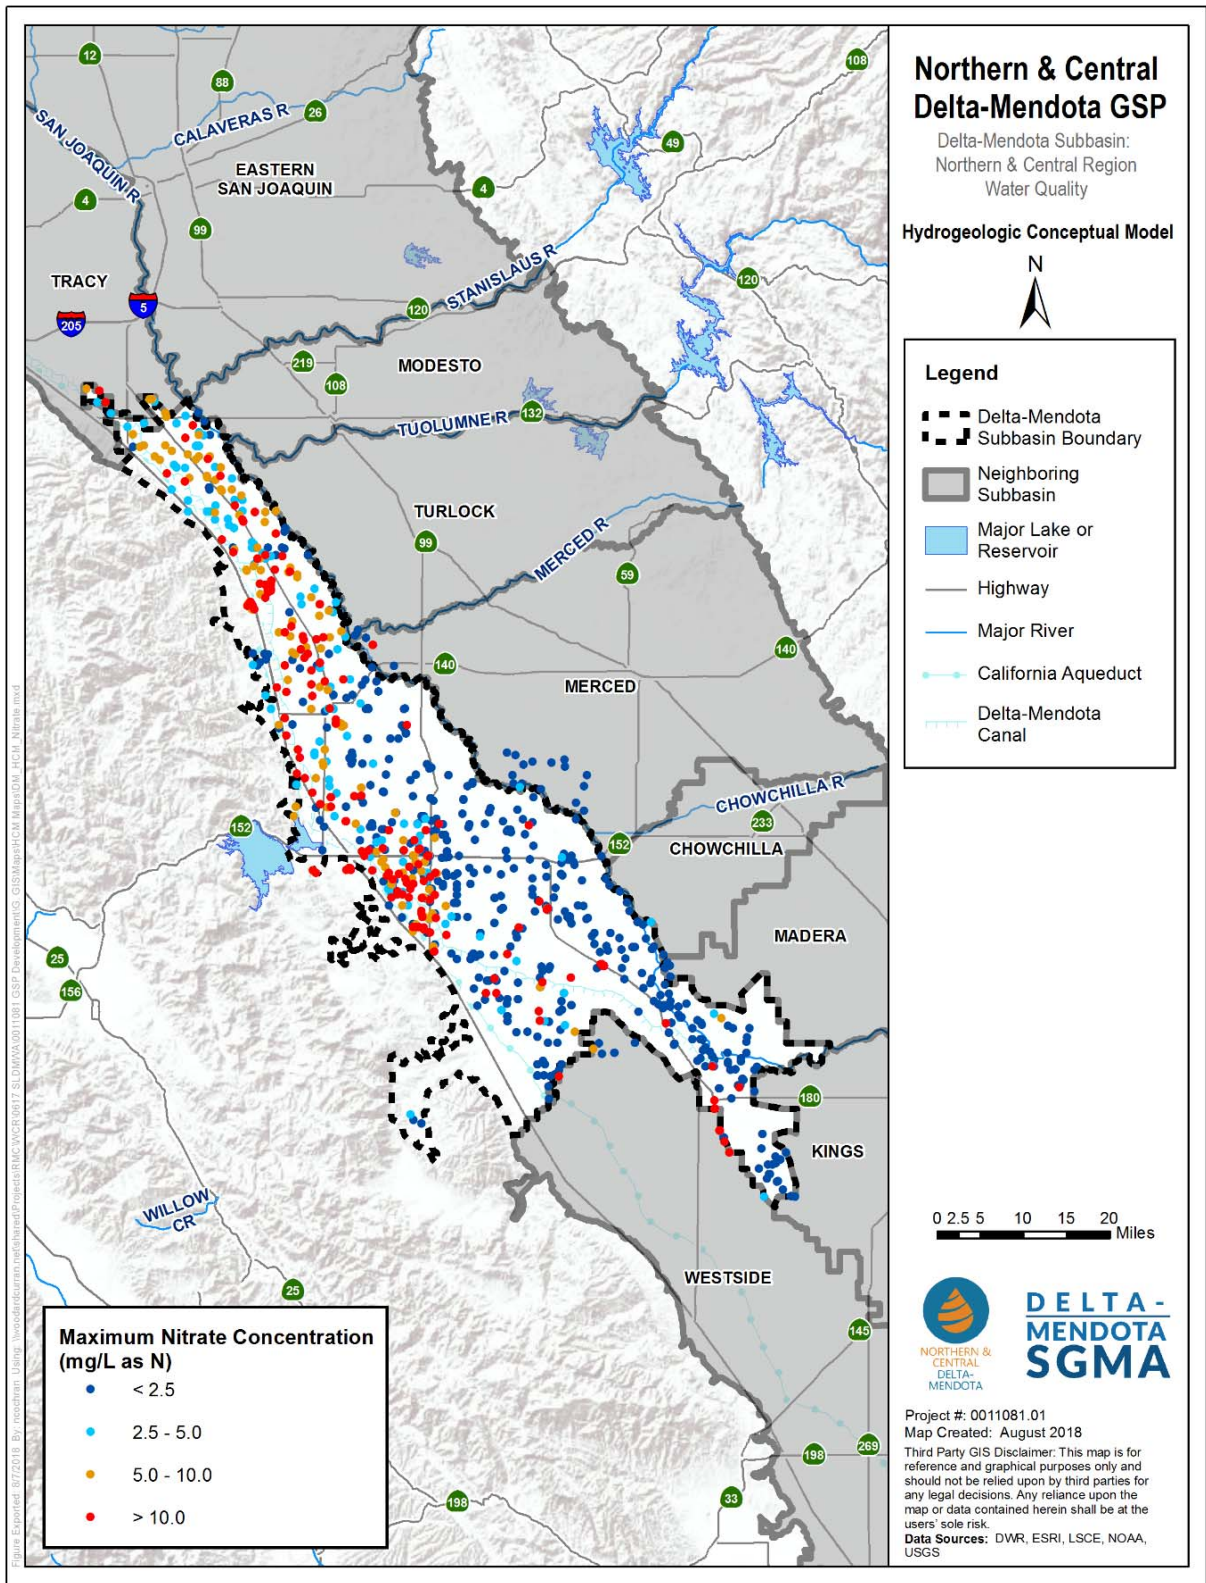 Northern & Central
Delta-Mendota GSP
Delta-Mendota Subbasin:
Northern & Central Region
Water Quality
Hydrogeologic Conceptual Model
N
Legend
Delta-Mendota
Subbasin Boundary
Neighboring
Subbasin
Major Lake or
Reservoir
Highway
Major River
California Aqueduct
Delta-Mendota
Canal
0 2.5 5 10 15 20
Miles
NORTHERN &
CENTRAL
DELTA-
MENDOTA
DELTA-
MENDOTA
SGMA
Project #: 0011081.01
Map Created: August 2018
Third Party GIS Disclaimer: This map is for
reference and graphical purposes only and
should not be relied upon by third parties for
any legal decisions. Any reliance upon the
map or data contained herein shall be at the
users' sole risk.
Data Sources: DWR, ESRI, LSCE, NOAA,
USGS
12
88
108
SAN JOAQUIN R
CALAVERAS R
26
49
EASTERN
SAN JOAQUIN
4
4
99
TRACY
5
205
120
STANISLAUS R
120
219
MODESTO
108
132
TUOLUMNE R
TURLOCK
99
MERCED R
59
140
140
MERCED
CHOWCHILLA R
152
233
152
CHOWCHILLA
MADERA
25
156
180
KINGS
WILLOW
CR
WESTSIDE
25
145
198
269
33
198
Maximum Nitrate Concentration
(mg/L as N)
< 2.5
2.5 - 5.0
5.0 - 10.0
> 10.0
Figure Exported: 8/7/2018